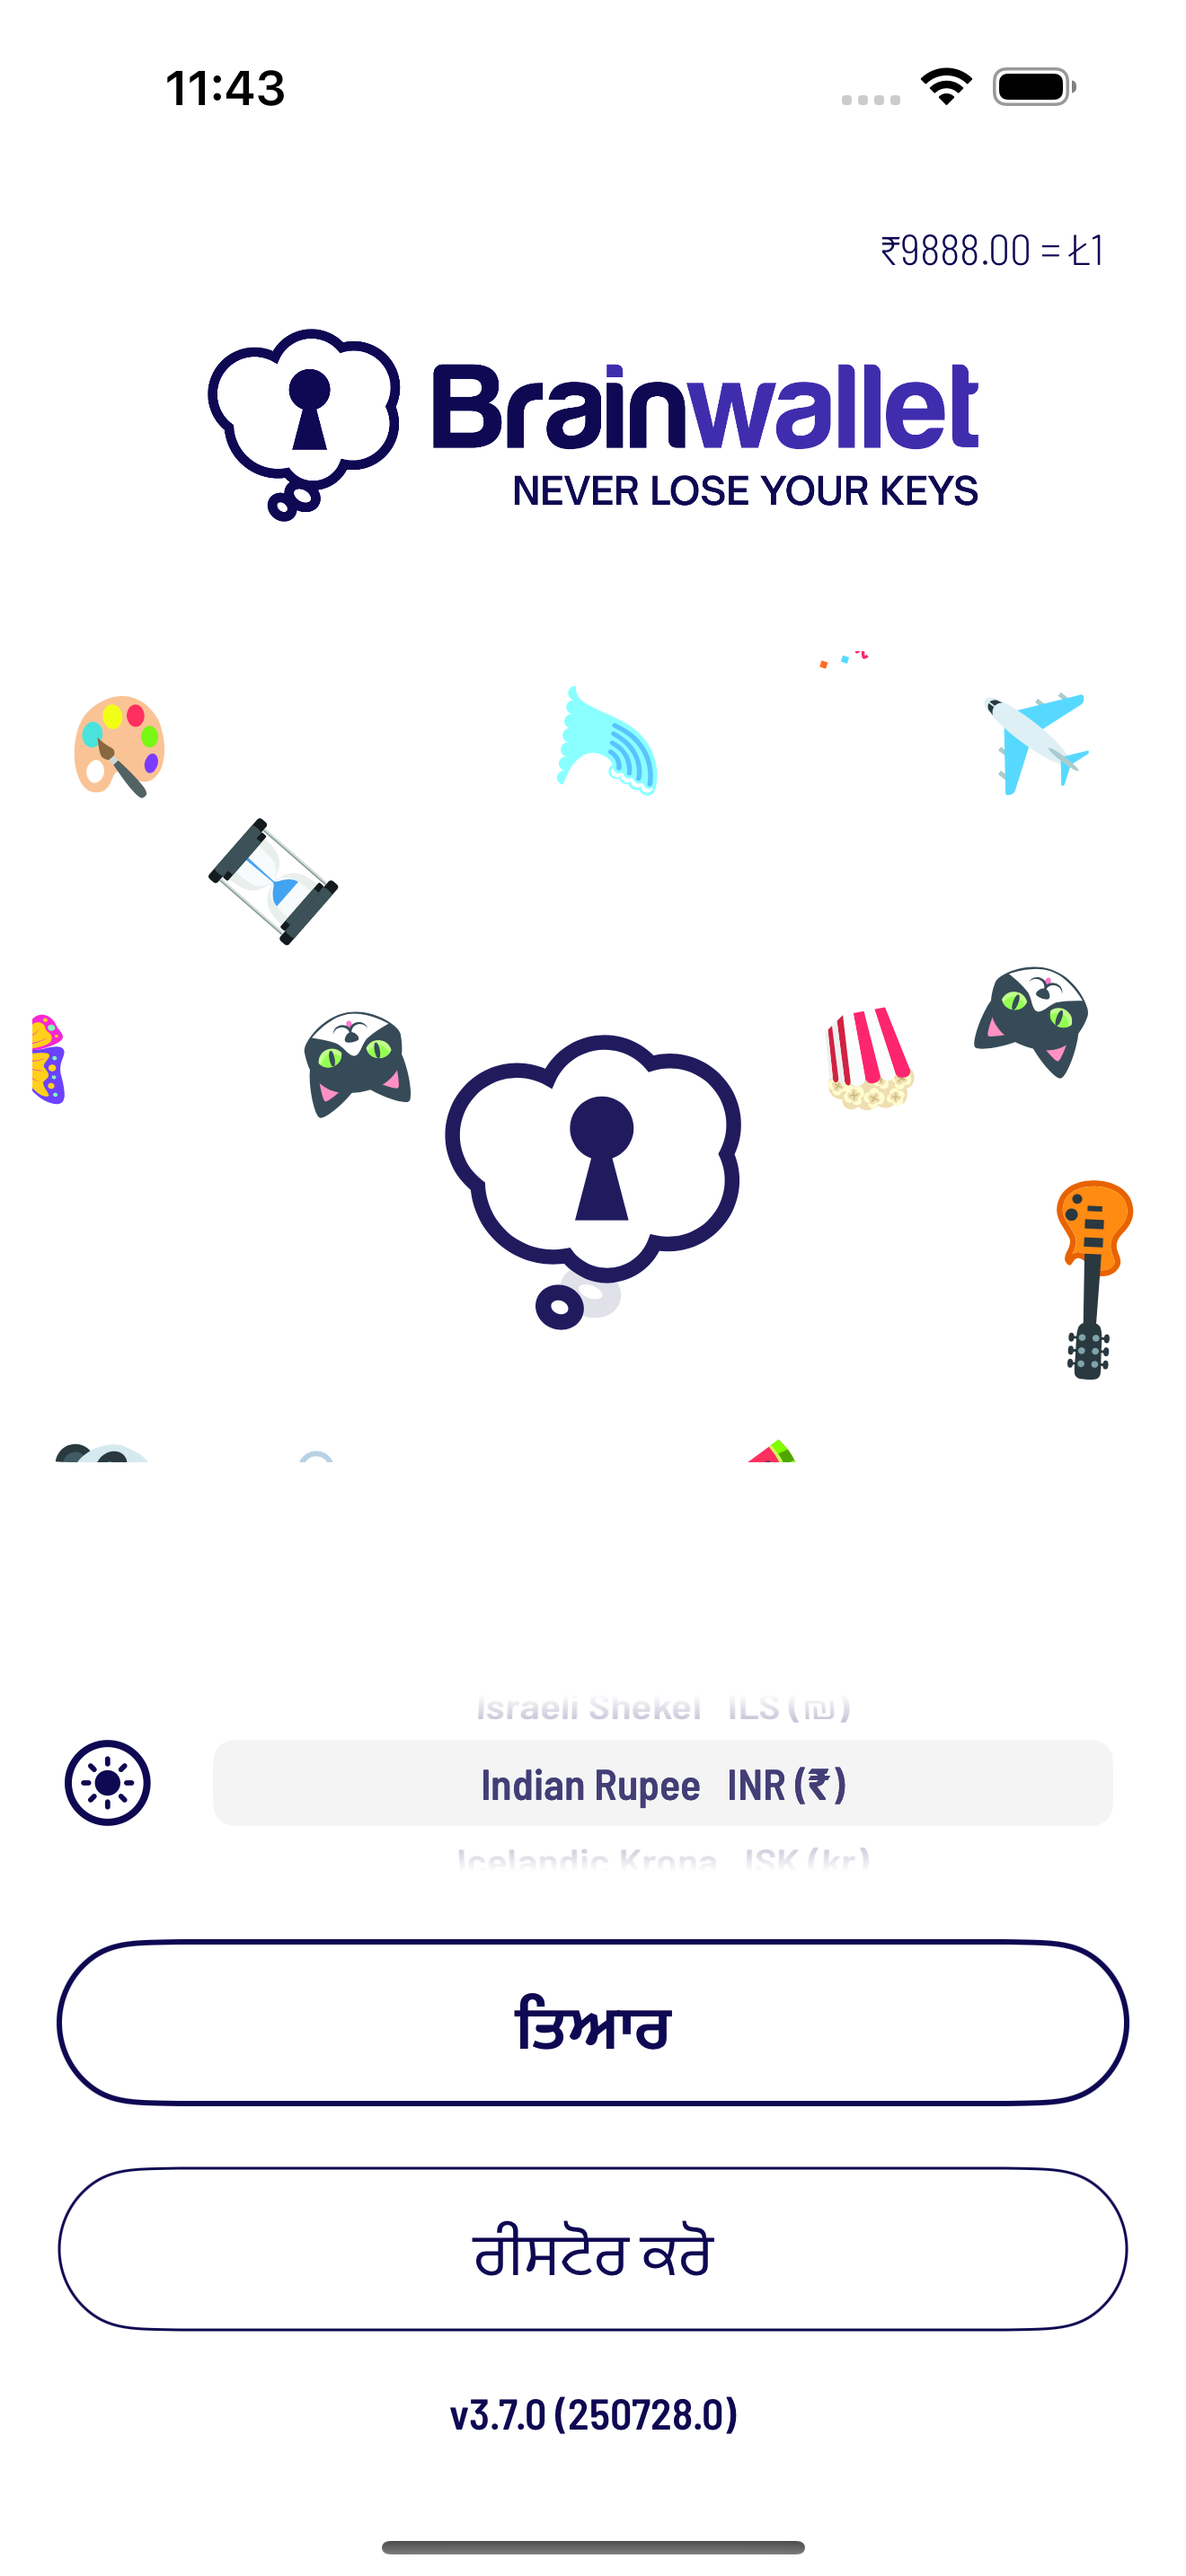 11:43
₹9888.00 = Ł1
Brainwallet
NEVER LOSE YOUR KEYS
Israeli Shekel ILS (₪)
Indian Rupee INR (₹)
Icelandic Krona ISK (kr)
ਤਿਆਰ
ਰੀਸਟੋਰ ਕਰੋ
v3.7.0 (250728.0)